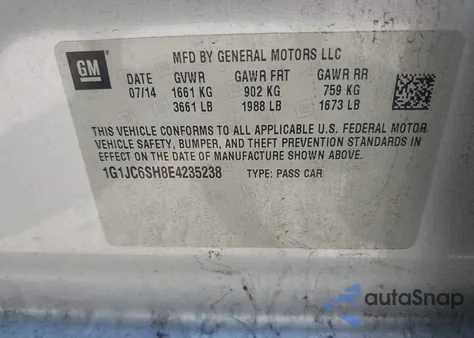 GM
MFD BY GENERAL MOTORS LLC
DATE GVWR GAWR FRT GAWR RR
07/14 1661 KG 902 KG 759 KG
3661 LB 1988 LB 1673 LB
THIS VEHICLE CONFORMS TO ALL APPLICABLE U.S. FEDERAL MOTOR
VEHICLE SAFETY, BUMPER, AND THEFT PREVENTION STANDARDS IN
EFFECT ON THE DATE OF MANUFACTURE SHOWN ABOVE.
1G1JC6SH8E4235238 TYPE: PASS CAR
autoSnap